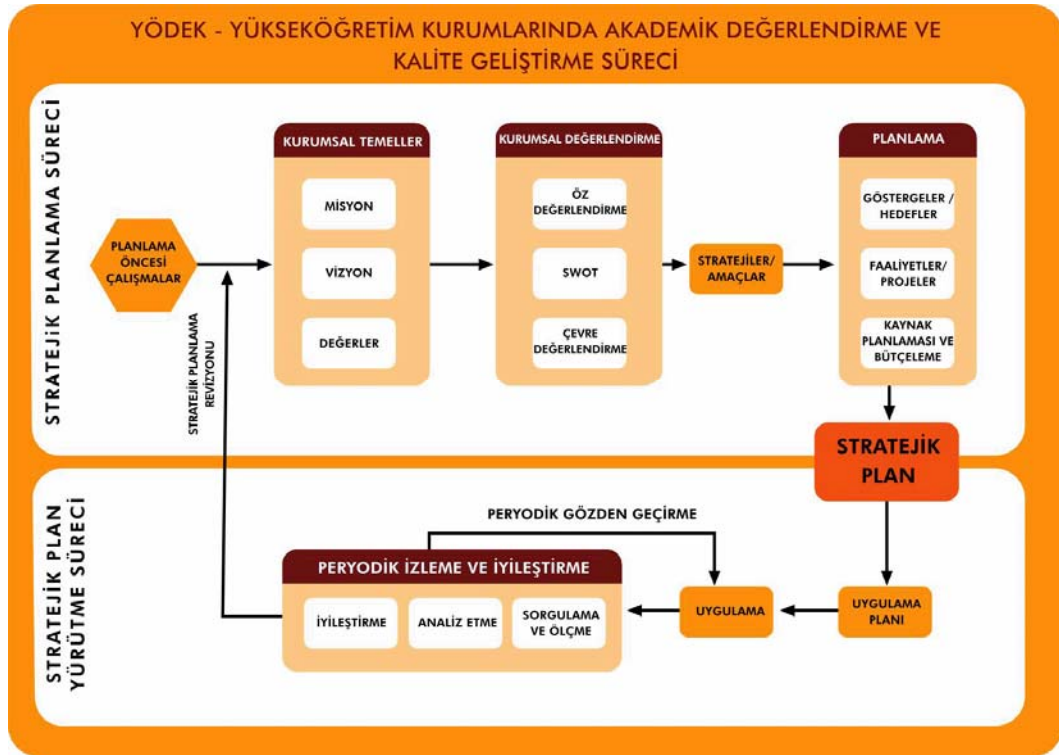 YÖDEK - YÜKSEKÖĞRETİM KURUMLARINDA AKADEMİK DEĞERLENDİRME VE
KALİTE GELİŞTİRME SÜRECİ
STRATEJİK PLANLAMA SÜRECİ
PLANLAMA
ÖNCESİ
ÇALIŞMALAR
KURUMSAL TEMELLER
MİSYON
VİZYON
DEĞERLER
KURUMSAL DEĞERLENDİRME
ÖZ
DEĞERLENDİRME
SWOT
ÇEVRE
DEĞERLENDİRME
STRATEJİLER/
AMAÇLAR
PLANLAMA
GÖSTERGELER /
HEDEFLER
FAALİYETLER/
PROJELER
KAYNAK
PLANLAMASI VE
BÜTÇELEME
STRATEJİK PLANLAMA
REVİZYONU
STRATEJİK
PLAN
STRATEJİK PLAN
YÜRÜTME SÜRECİ
PERYODİK GÖZDEN GEÇİRME
PERYODİK İZLEME VE İYİLEŞTİRME
İYİLEŞTİRME
ANALİZ ETME
SORGULAMA
VE ÖLÇME
UYGULAMA
UYGULAMA
PLANI